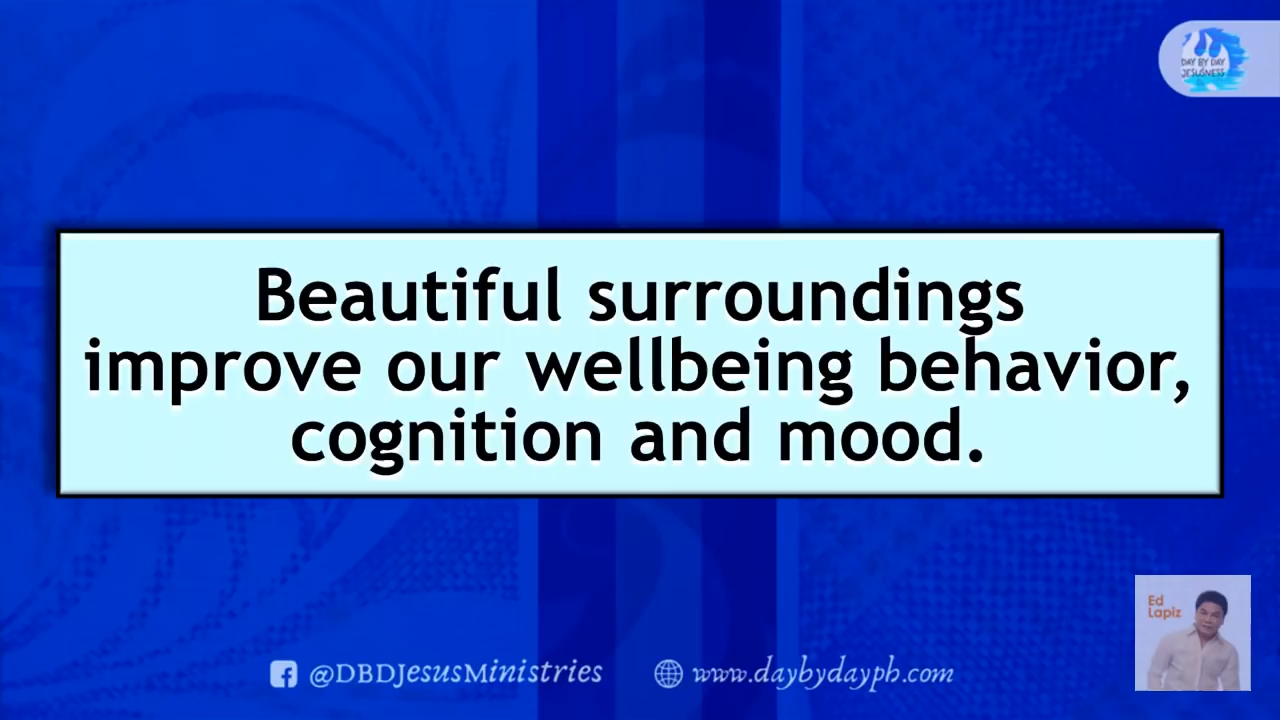 DAY BY DAY
JESUSNESS
Beautiful surroundings
improve our wellbeing behavior,
cognition and mood.
Ed
Lapiz
@DBDJesusMinistries
www.daybydayph.com